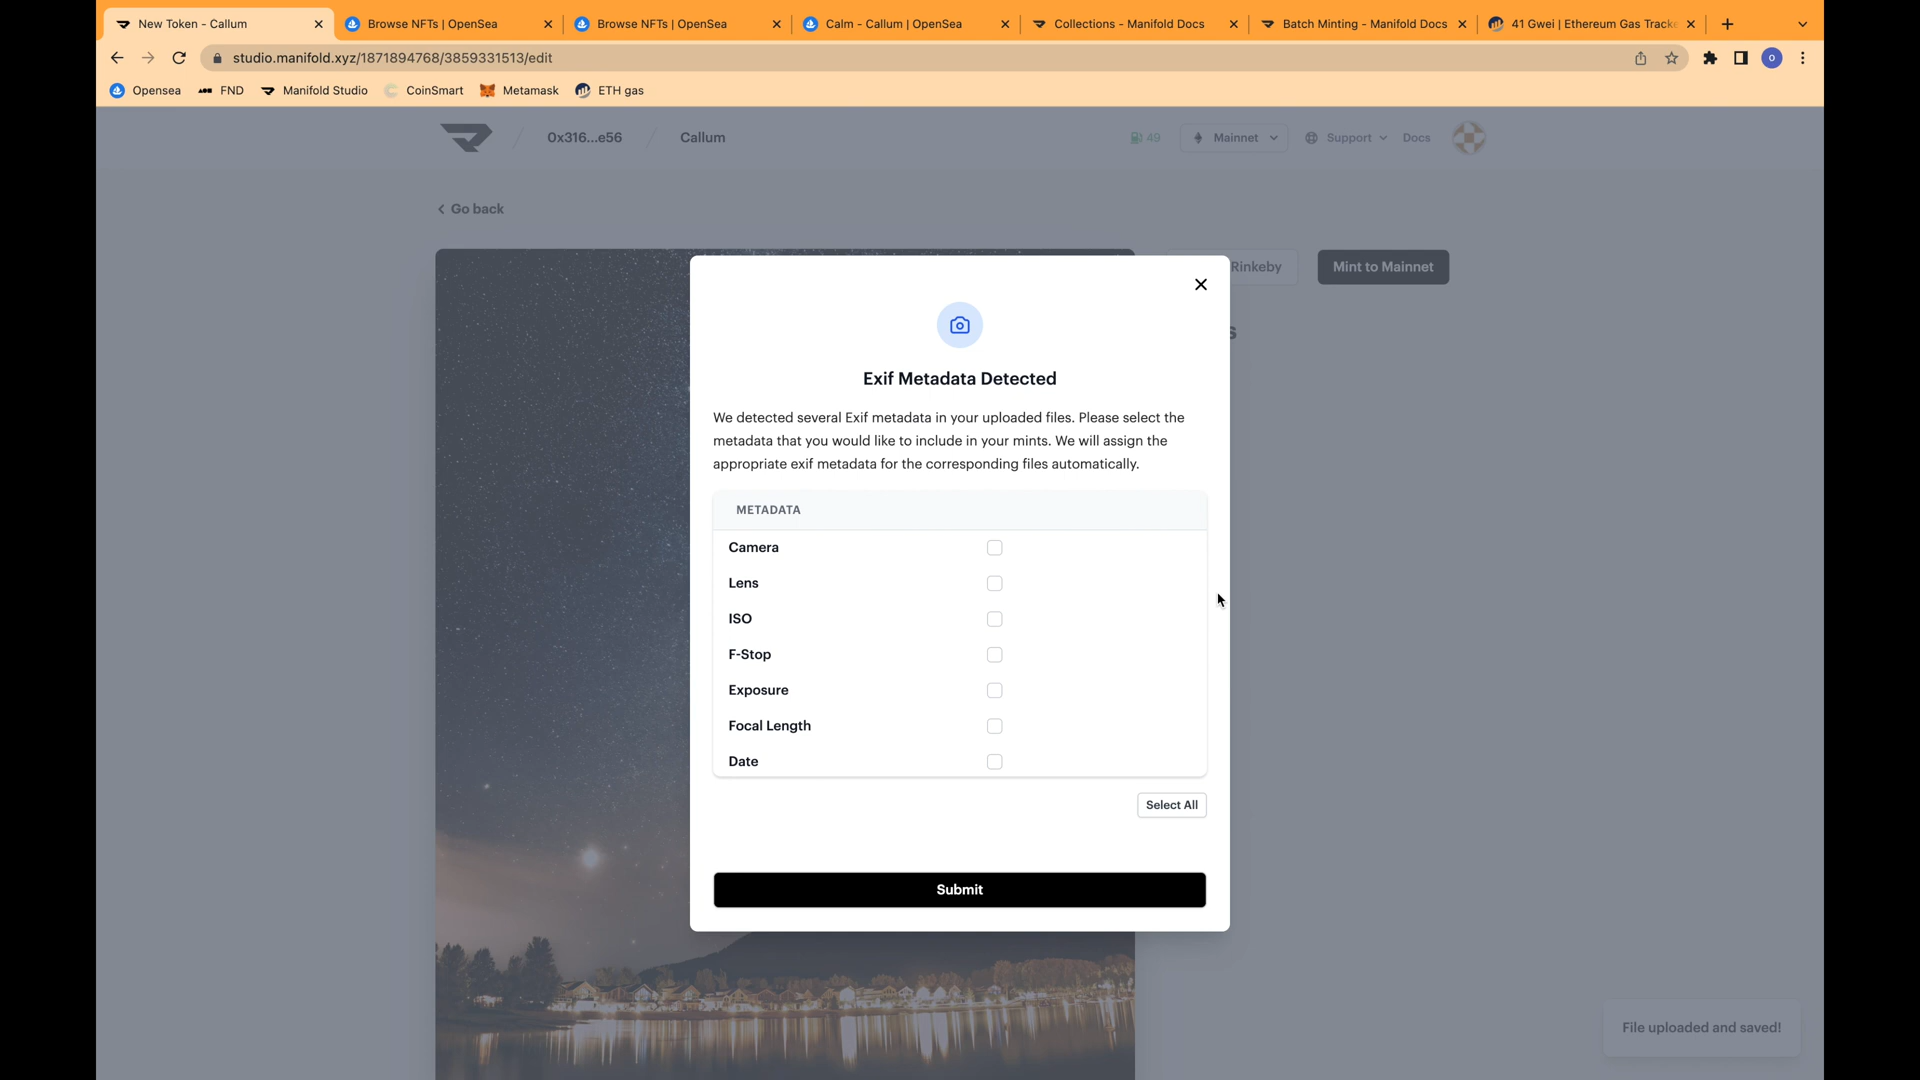 New Token - Callum
Browse NFTs | OpenSea
Browse NFTs | OpenSea
Calm - Callum | OpenSea
Collections - Manifold Docs
Batch Minting - Manifold Docs
41 Gwei | Ethereum Gas Tracke
studio.manifold.xyz/1871894768/3859331513/edit
O
Opensea
FND
Manifold Studio
CoinSmart
Metamask
ETH gas
0x316...e56
Callum
49
Mainnet
Support
Docs
Go back
Rinkeby
Mint to Mainnet
s
Exif Metadata Detected
We detected several Exif metadata in your uploaded files. Please select the
metadata that you would like to include in your mints. We will assign the
appropriate exif metadata for the corresponding files automatically.
METADATA
Camera
Lens
ISO
F-Stop
Exposure
Focal Length
Date
Select All
Submit
File uploaded and saved!